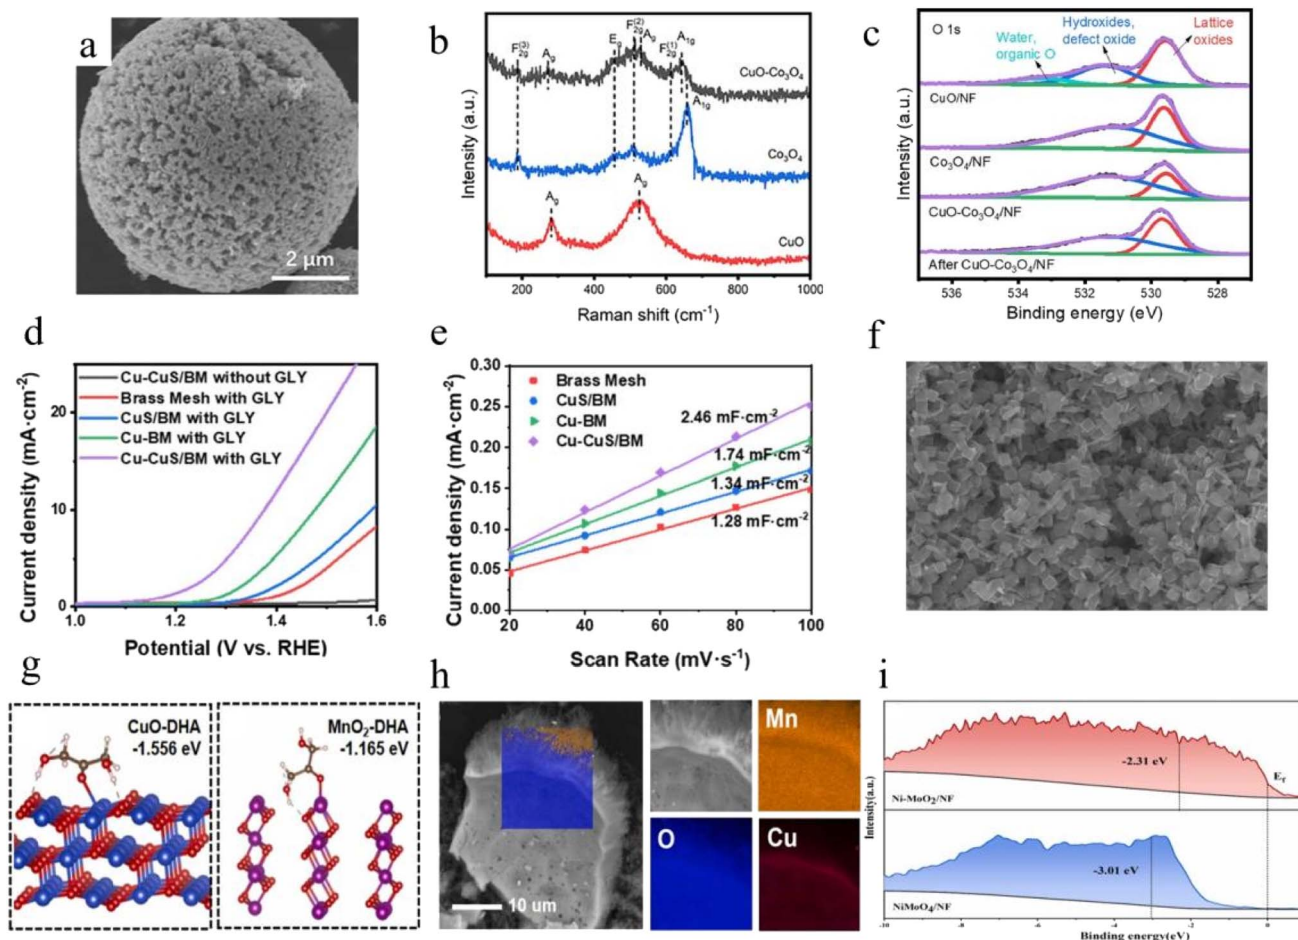 a
2 μm
b
F2g(3)
Ag
Eg
F2g(2)
Ag
F2g(1)
A1g
CuO-Co3O4
A1g
Co3O4
Ag
Ag
CuO
Intensity (a.u.)
200 400 600 800 1000
Raman shift (cm-1)
c
O 1s
Water,
organic O
Hydroxides,
defect oxide
Lattice
oxides
CuO/NF
Co3O4/NF
CuO-Co3O4/NF
After CuO-Co3O4/NF
Intensity (a.u.)
536 534 532 530 528
Binding energy (eV)
d
Cu-CuS/BM without GLY
Brass Mesh with GLY
CuS/BM with GLY
Cu-BM with GLY
Cu-CuS/BM with GLY
Current density (mA·cm-2)
20
10
0
1.0 1.2 1.4 1.6
Potential (V vs. RHE)
e
Brass Mesh
CuS/BM
Cu-BM
Cu-CuS/BM
2.46 mF·cm-2
1.74 mF·cm-2
1.34 mF·cm-2
1.28 mF·cm-2
Current density (mA·cm-2)
0.30
0.25
0.20
0.15
0.10
0.05
0.00
20 40 60 80 100
Scan Rate (mV·s-1)
f
g
CuO-DHA
-1.556 eV
MnO2-DHA
-1.165 eV
h
10 um
Mn
O
Cu
i
-2.31 eV
Ef
Ni-MoO2/NF
-3.01 eV
NiMoO4/NF
Intensity(a.u.)
-10 -8 -6 -4 -2 0
Binding energy(eV)